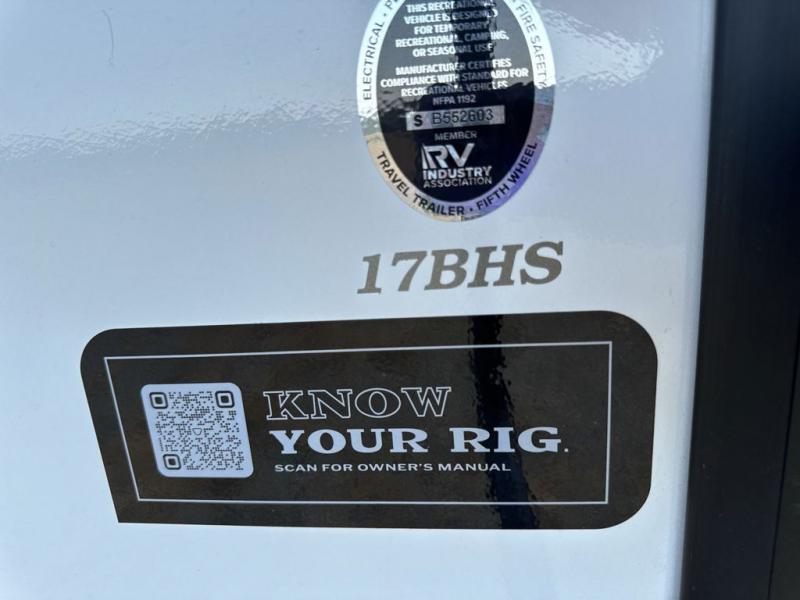 ELECTRICAL
FIRE SAFETY
THIS RECREATIONAL
VEHICLE IS DESIGNED
FOR TEMPORARY
RECREATIONAL, CAMPING,
OR SEASONAL USE
MANUFACTURER CERTIFIES
COMPLIANCE WITH STANDARD FOR
RECREATIONAL VEHICLES
NFPA 1192
S B552603
MEMBER
RV
INDUSTRY
ASSOCIATION
TRAVEL TRAILER • FIFTH WHEEL
17BHS
KNOW
YOUR RIG.
SCAN FOR OWNER'S MANUAL